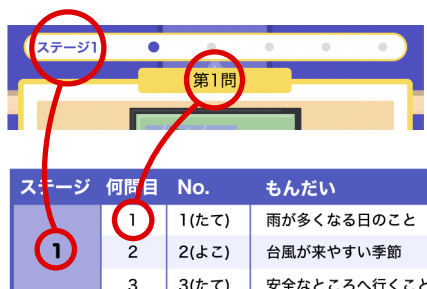 ステージ1
第1問
ステージ 何問目 No. もんだい
1 1 1(たて) 雨が多くなる日のこと
2 2(よこ) 台風が来やすい季節
3 3(たて) 安全なところへ行くこと